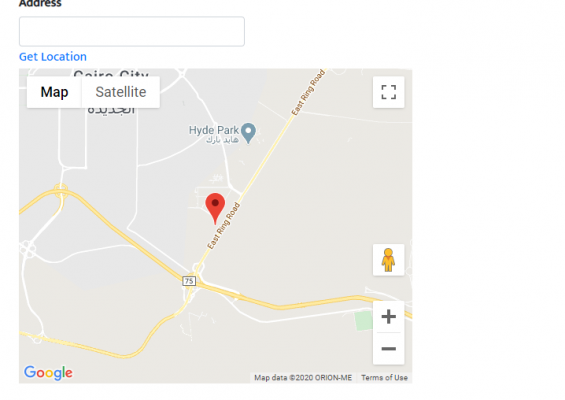 Address
Get Location
Cairo City
Map Satellite
الجديدة
East Ring Road
Hyde Park
هايد بارك
East Ring Road
75
+
−
Google
Map data ©2020 ORION-ME Terms of Use